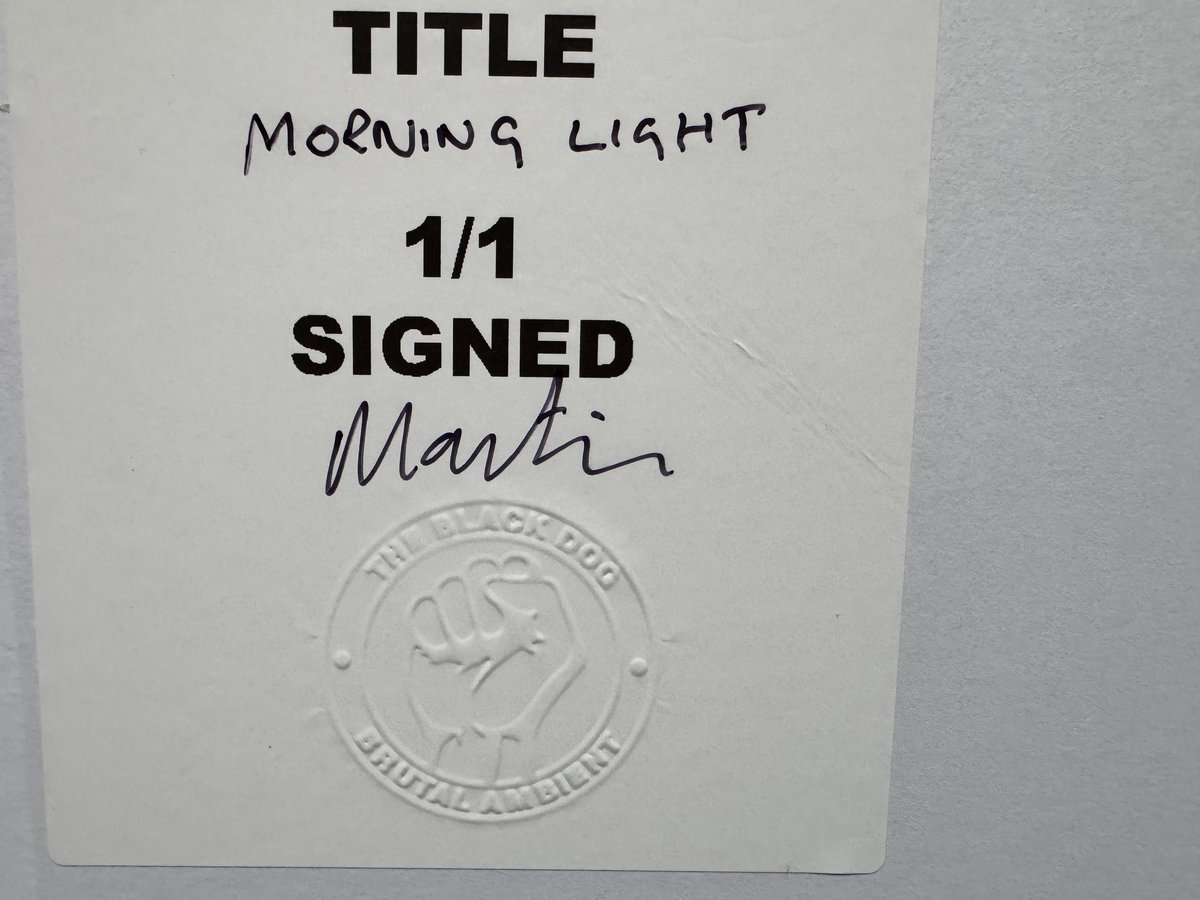 TITLE
MORNING LIGHT
1/1
SIGNED
Martin
THE BLACK DOG
BRUTAL AMBIENT